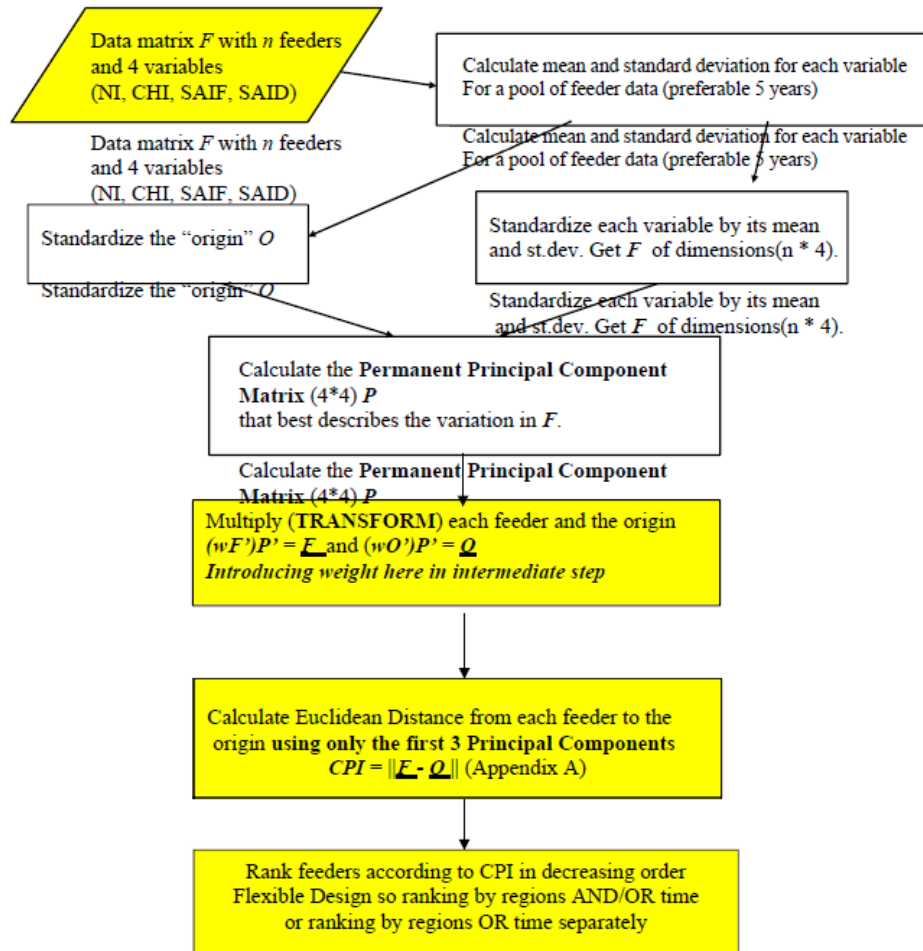 Data matrix F with n feeders
and 4 variables
(NI, CHI, SAIF, SAID)
Calculate mean and standard deviation for each variable
For a pool of feeder data (preferable 5 years)
Data matrix F with n feeders
and 4 variables
(NI, CHI, SAIF, SAID)
Calculate mean and standard deviation for each variable
For a pool of feeder data (preferable 5 years)
Standardize the “origin” O
Standardize each variable by its mean
and st.dev. Get F of dimensions(n * 4).
Standardize the “origin” O
Standardize each variable by its mean
and st.dev. Get F of dimensions(n * 4).
Calculate the Permanent Principal Component
Matrix (4*4) P
that best describes the variation in F.
Calculate the Permanent Principal Component
Matrix (4*4) P
Multiply (TRANSFORM) each feeder and the origin
(wF’)P’ = F and (wO’)P’ = O
Introducing weight here in intermediate step
Calculate Euclidean Distance from each feeder to the
origin using only the first 3 Principal Components
CPI = ||F - O || (Appendix A)
Rank feeders according to CPI in decreasing order
Flexible Design so ranking by regions AND/OR time
or ranking by regions OR time separately